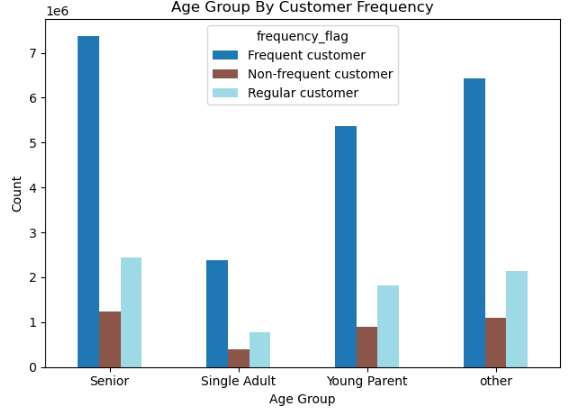 Age Group By Customer Frequency
1e6
frequency_flag
Frequent customer
Non-frequent customer
Regular customer
7
6
5
4
3
2
1
0
Count
Senior
Single Adult
Young Parent
other
Age Group